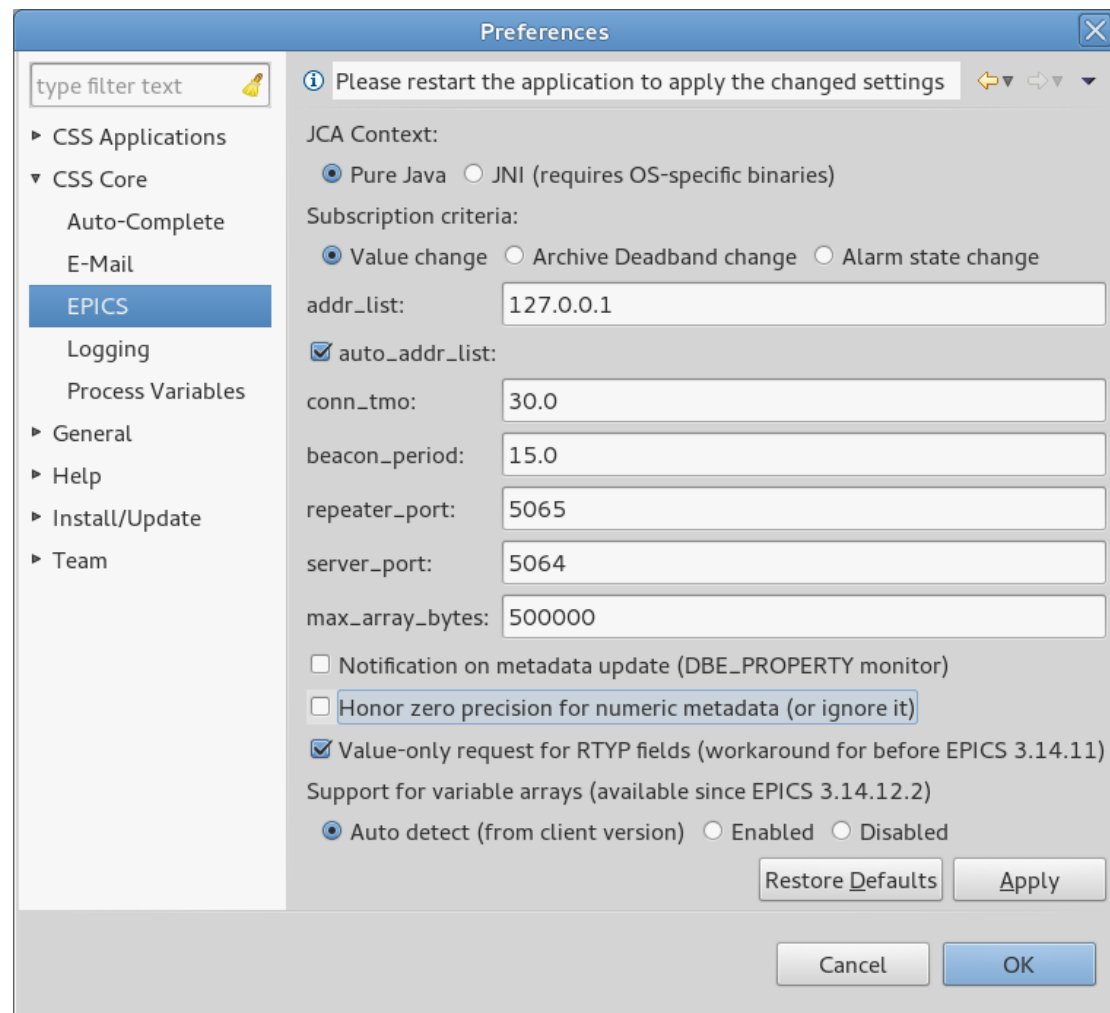 Preferences
type filter text
CSS Applications
CSS Core
Auto-Complete
E-Mail
EPICS
Logging
Process Variables
General
Help
Install/Update
Team
Please restart the application to apply the changed settings
JCA Context:
Pure Java JNI (requires OS-specific binaries)
Subscription criteria:
Value change Archive Deadband change Alarm state change
addr_list: 127.0.0.1
auto_addr_list:
conn_tmo: 30.0
beacon_period: 15.0
repeater_port: 5065
server_port: 5064
max_array_bytes: 500000
Notification on metadata update (DBE_PROPERTY monitor)
Honor zero precision for numeric metadata (or ignore it)
Value-only request for RTYP fields (workaround for before EPICS 3.14.11)
Support for variable arrays (available since EPICS 3.14.12.2)
Auto detect (from client version) Enabled Disabled
Restore Defaults Apply
Cancel OK